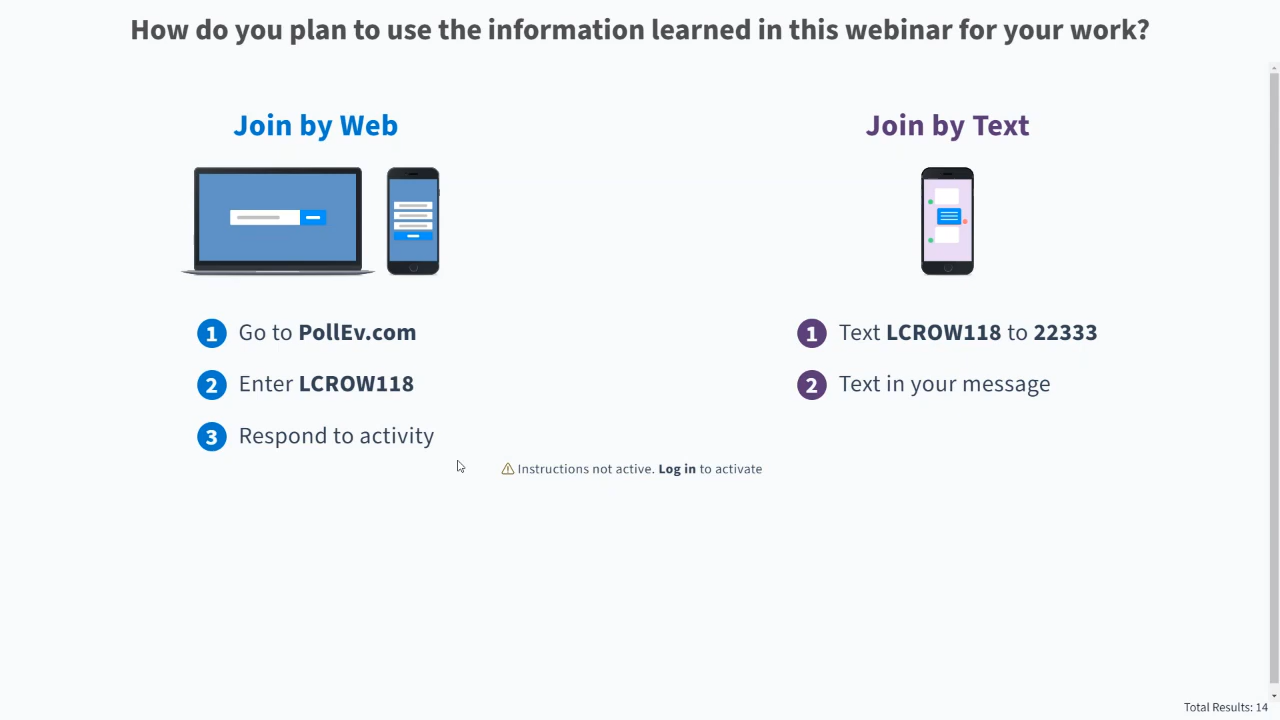 How do you plan to use the information learned in this webinar for your work?
Join by Web
1 Go to PollEv.com
2 Enter LCROW118
3 Respond to activity
Join by Text
1 Text LCROW118 to 22333
2 Text in your message
Instructions not active. Log in to activate
Total Results: 14